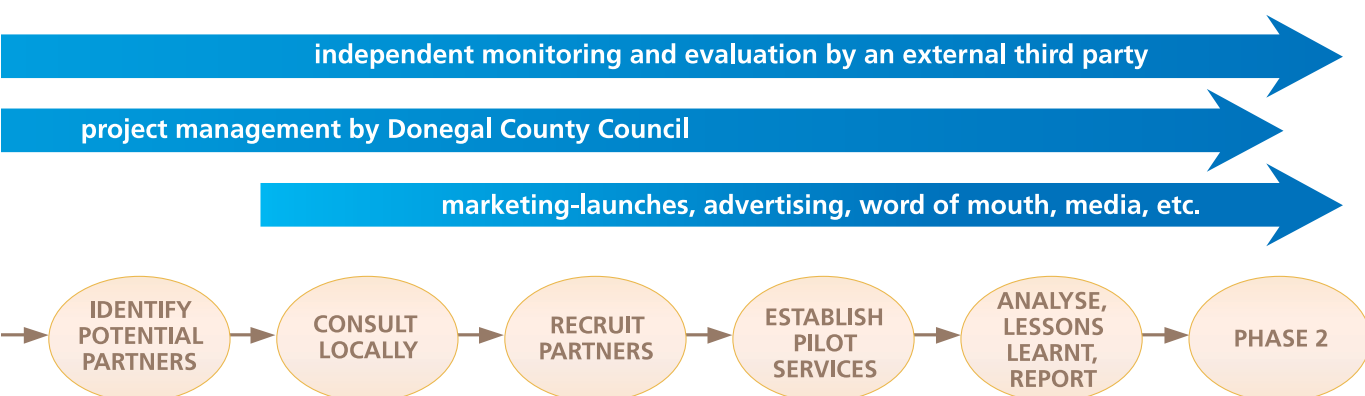 independent monitoring and evaluation by an external third party
project management by Donegal County Council
marketing-launches, advertising, word of mouth, media, etc.
IDENTIFY
POTENTIAL
PARTNERS
CONSULT
LOCALLY
RECRUIT
PARTNERS
ESTABLISH
PILOT
SERVICES
ANALYSE,
LESSONS
LEARNT,
REPORT
PHASE 2